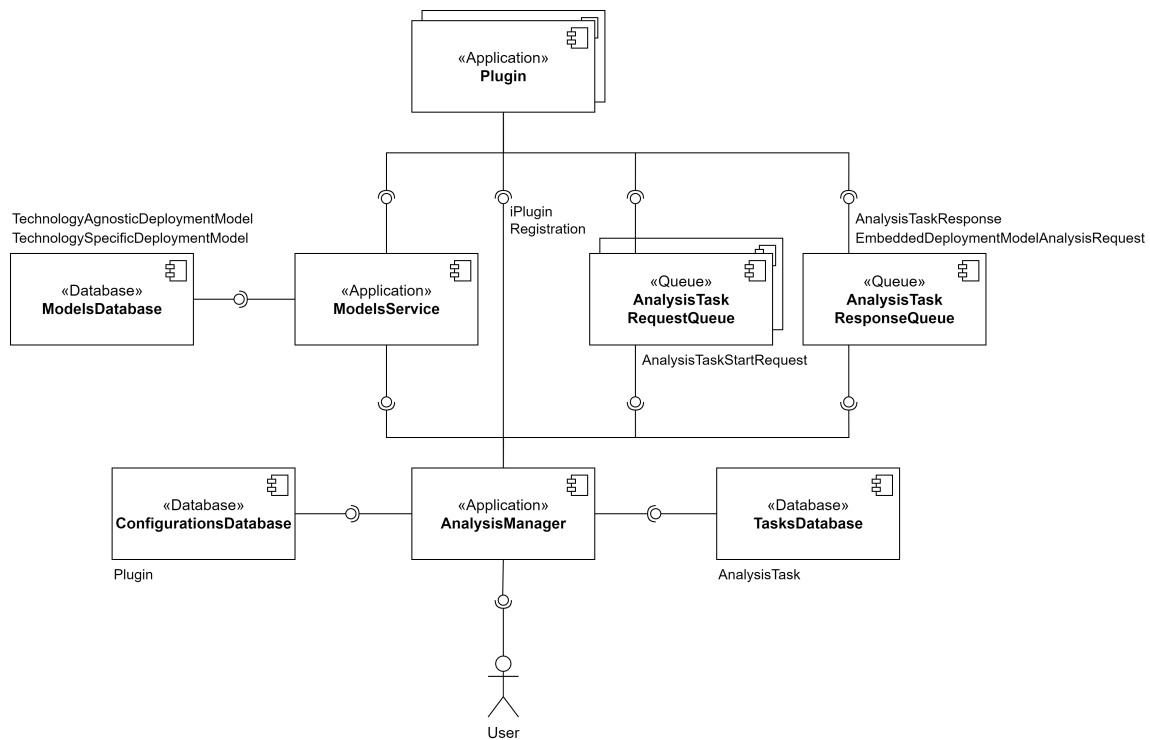 «Application»
Plugin
iPlugin
Registration
TechnologyAgnosticDeploymentModel
TechnologySpecificDeploymentModel
AnalysisTaskResponse
EmbeddedDeploymentModelAnalysisRequest
«Database»
ModelsDatabase
«Application»
ModelsService
«Queue»
AnalysisTask
RequestQueue
«Queue»
AnalysisTask
ResponseQueue
AnalysisTaskStartRequest
«Database»
ConfigurationsDatabase
«Application»
AnalysisManager
«Database»
TasksDatabase
Plugin
AnalysisTask
User